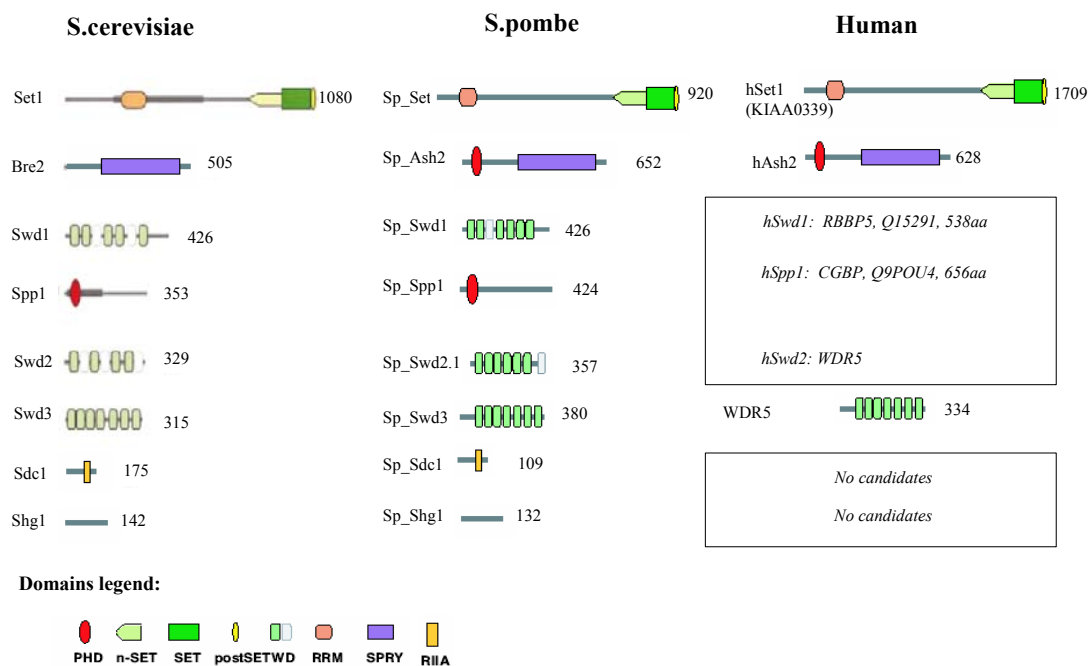 S.cerevisiae S.pombe Human
Set1 1080 Sp_Set 920 hSet1 1709
(KIAA0339)
Bre2 505 Sp_Ash2 652 hAsh2 628
Swd1 426 Sp_Swd1 426 hSwd1: RBBP5, Q15291, 538aa
Spp1 353 Sp_Spp1 424 hSpp1: CGBP, Q9POU4, 656aa
Swd2 329 Sp_Swd2.1 357 hSwd2: WDR5
Swd3 315 Sp_Swd3 380 WDR5 334
Sdc1 175 Sp_Sdc1 109 No candidates
Shg1 142 Sp_Shg1 132 No candidates
Domains legend:
PHD n-SET SET postSET WD RRM SPRY RIIA